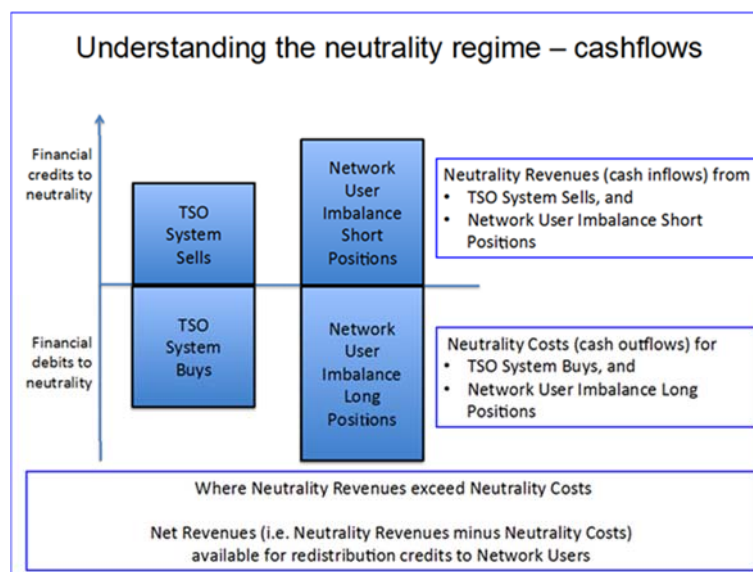 Understanding the neutrality regime – cashflows
Financial
credits to
neutrality
TSO
System
Sells
Network
User
Imbalance
Short
Positions
Neutrality Revenues (cash inflows) from
• TSO System Sells, and
• Network User Imbalance Short
Positions
Financial
debits to
neutrality
TSO
System
Buys
Network
User
Imbalance
Long
Positions
Neutrality Costs (cash outflows) for
• TSO System Buys, and
• Network User Imbalance Long
Positions
Where Neutrality Revenues exceed Neutrality Costs
Net Revenues (i.e. Neutrality Revenues minus Neutrality Costs)
available for redistribution credits to Network Users